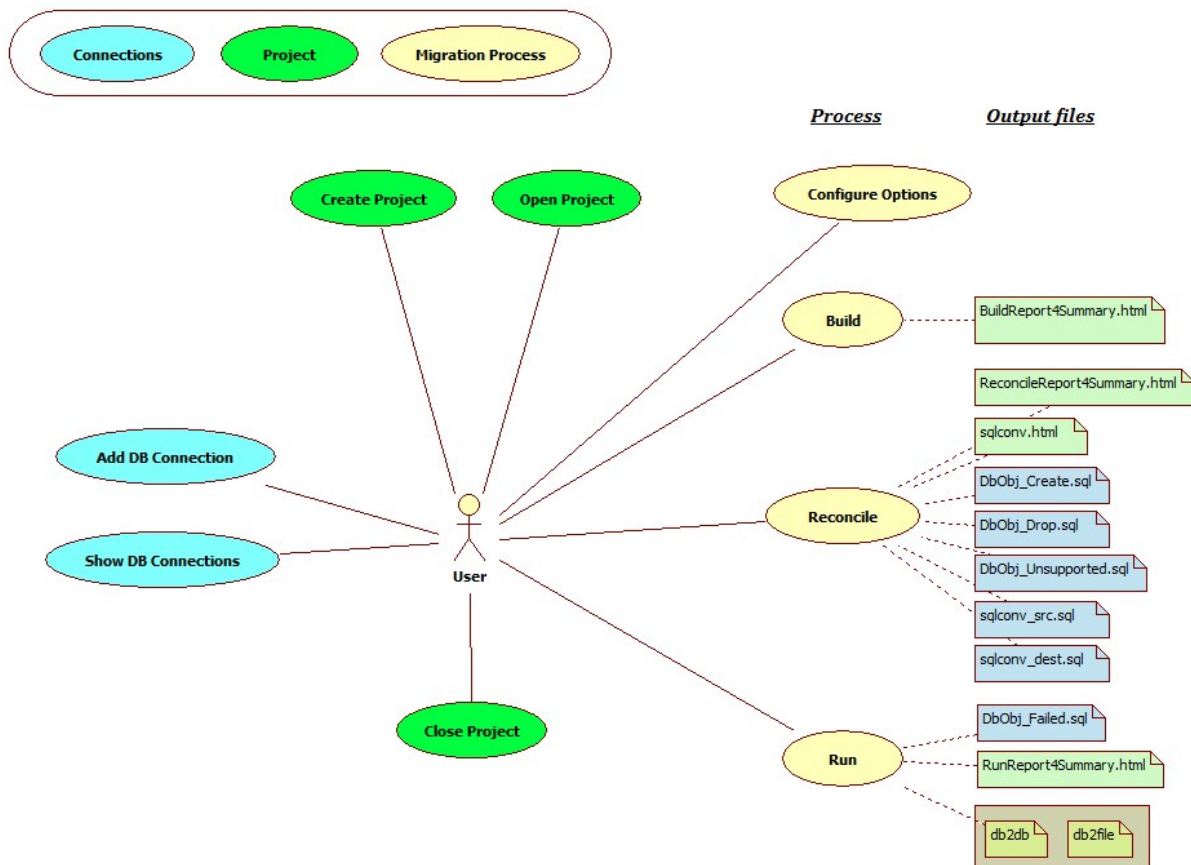 Connections
Project
Migration Process
Process
Output files
Create Project
Open Project
Configure Options
Build
BuildReport4Summary.html
ReconcileReport4Summary.html
sqlconv.html
Add DB Connection
DbObj_Create.sql
Reconcile
DbObj_Drop.sql
Show DB Connections
DbObj_Unsupported.sql
User
sqlconv_src.sql
sqlconv_dest.sql
DbObj_Failed.sql
Close Project
Run
RunReport4Summary.html
db2db
db2file